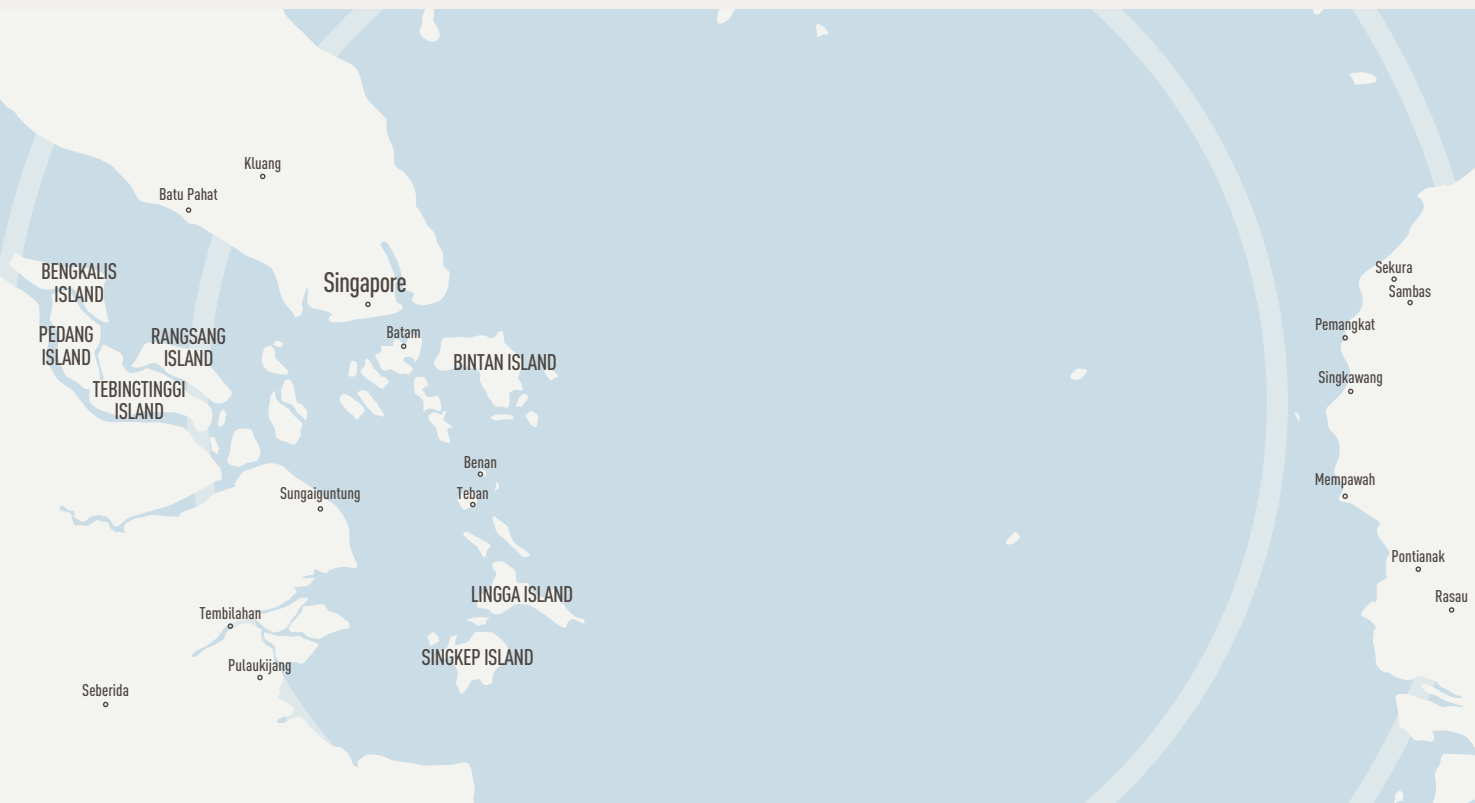 Kluang
Batu Pahat
BENGKALIS
ISLAND
Singapore
PEDANG
ISLAND
RANGSANG
ISLAND
Batam
BINTAN ISLAND
TEBINGTINGGI
ISLAND
Sekura
Sambas
Pemangkat
Singkawang
Benan
Teban
Sungaiguntung
Mempawah
Pontianak
Rasau
LINGGA ISLAND
Tembilahan
SINGKEP ISLAND
Pulaukijang
Seberida